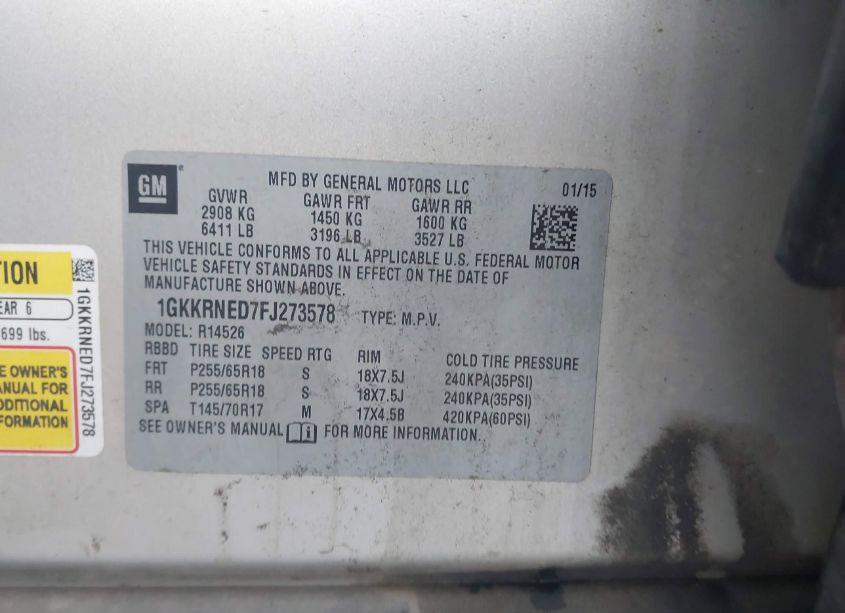 GM
MFD BY GENERAL MOTORS LLC 01/15
GVWR GAWR FRT GAWR RR
2908 KG 1450 KG 1600 KG
6411 LB 3196 LB 3527 LB
THIS VEHICLE CONFORMS TO ALL APPLICABLE U.S. FEDERAL MOTOR
VEHICLE SAFETY STANDARDS IN EFFECT ON THE DATE OF
MANUFACTURE SHOWN ABOVE.
1GKKRNED7FJ273578 TYPE: M.P.V.
MODEL: R14526
RBBD TIRE SIZE SPEED RTG RIM COLD TIRE PRESSURE
FRT P255/65R18 S 18X7.5J 240KPA(35PSI)
RR P255/65R18 S 18X7.5J 240KPA(35PSI)
SPA T145/70R17 M 17X4.5B 420KPA(60PSI)
SEE OWNER'S MANUAL FOR MORE INFORMATION.
TION
EAR 6
699 lbs.
E OWNER'S
ANUAL FOR
DDITIONAL
FORMATION
1GKKRNED7FJ273578